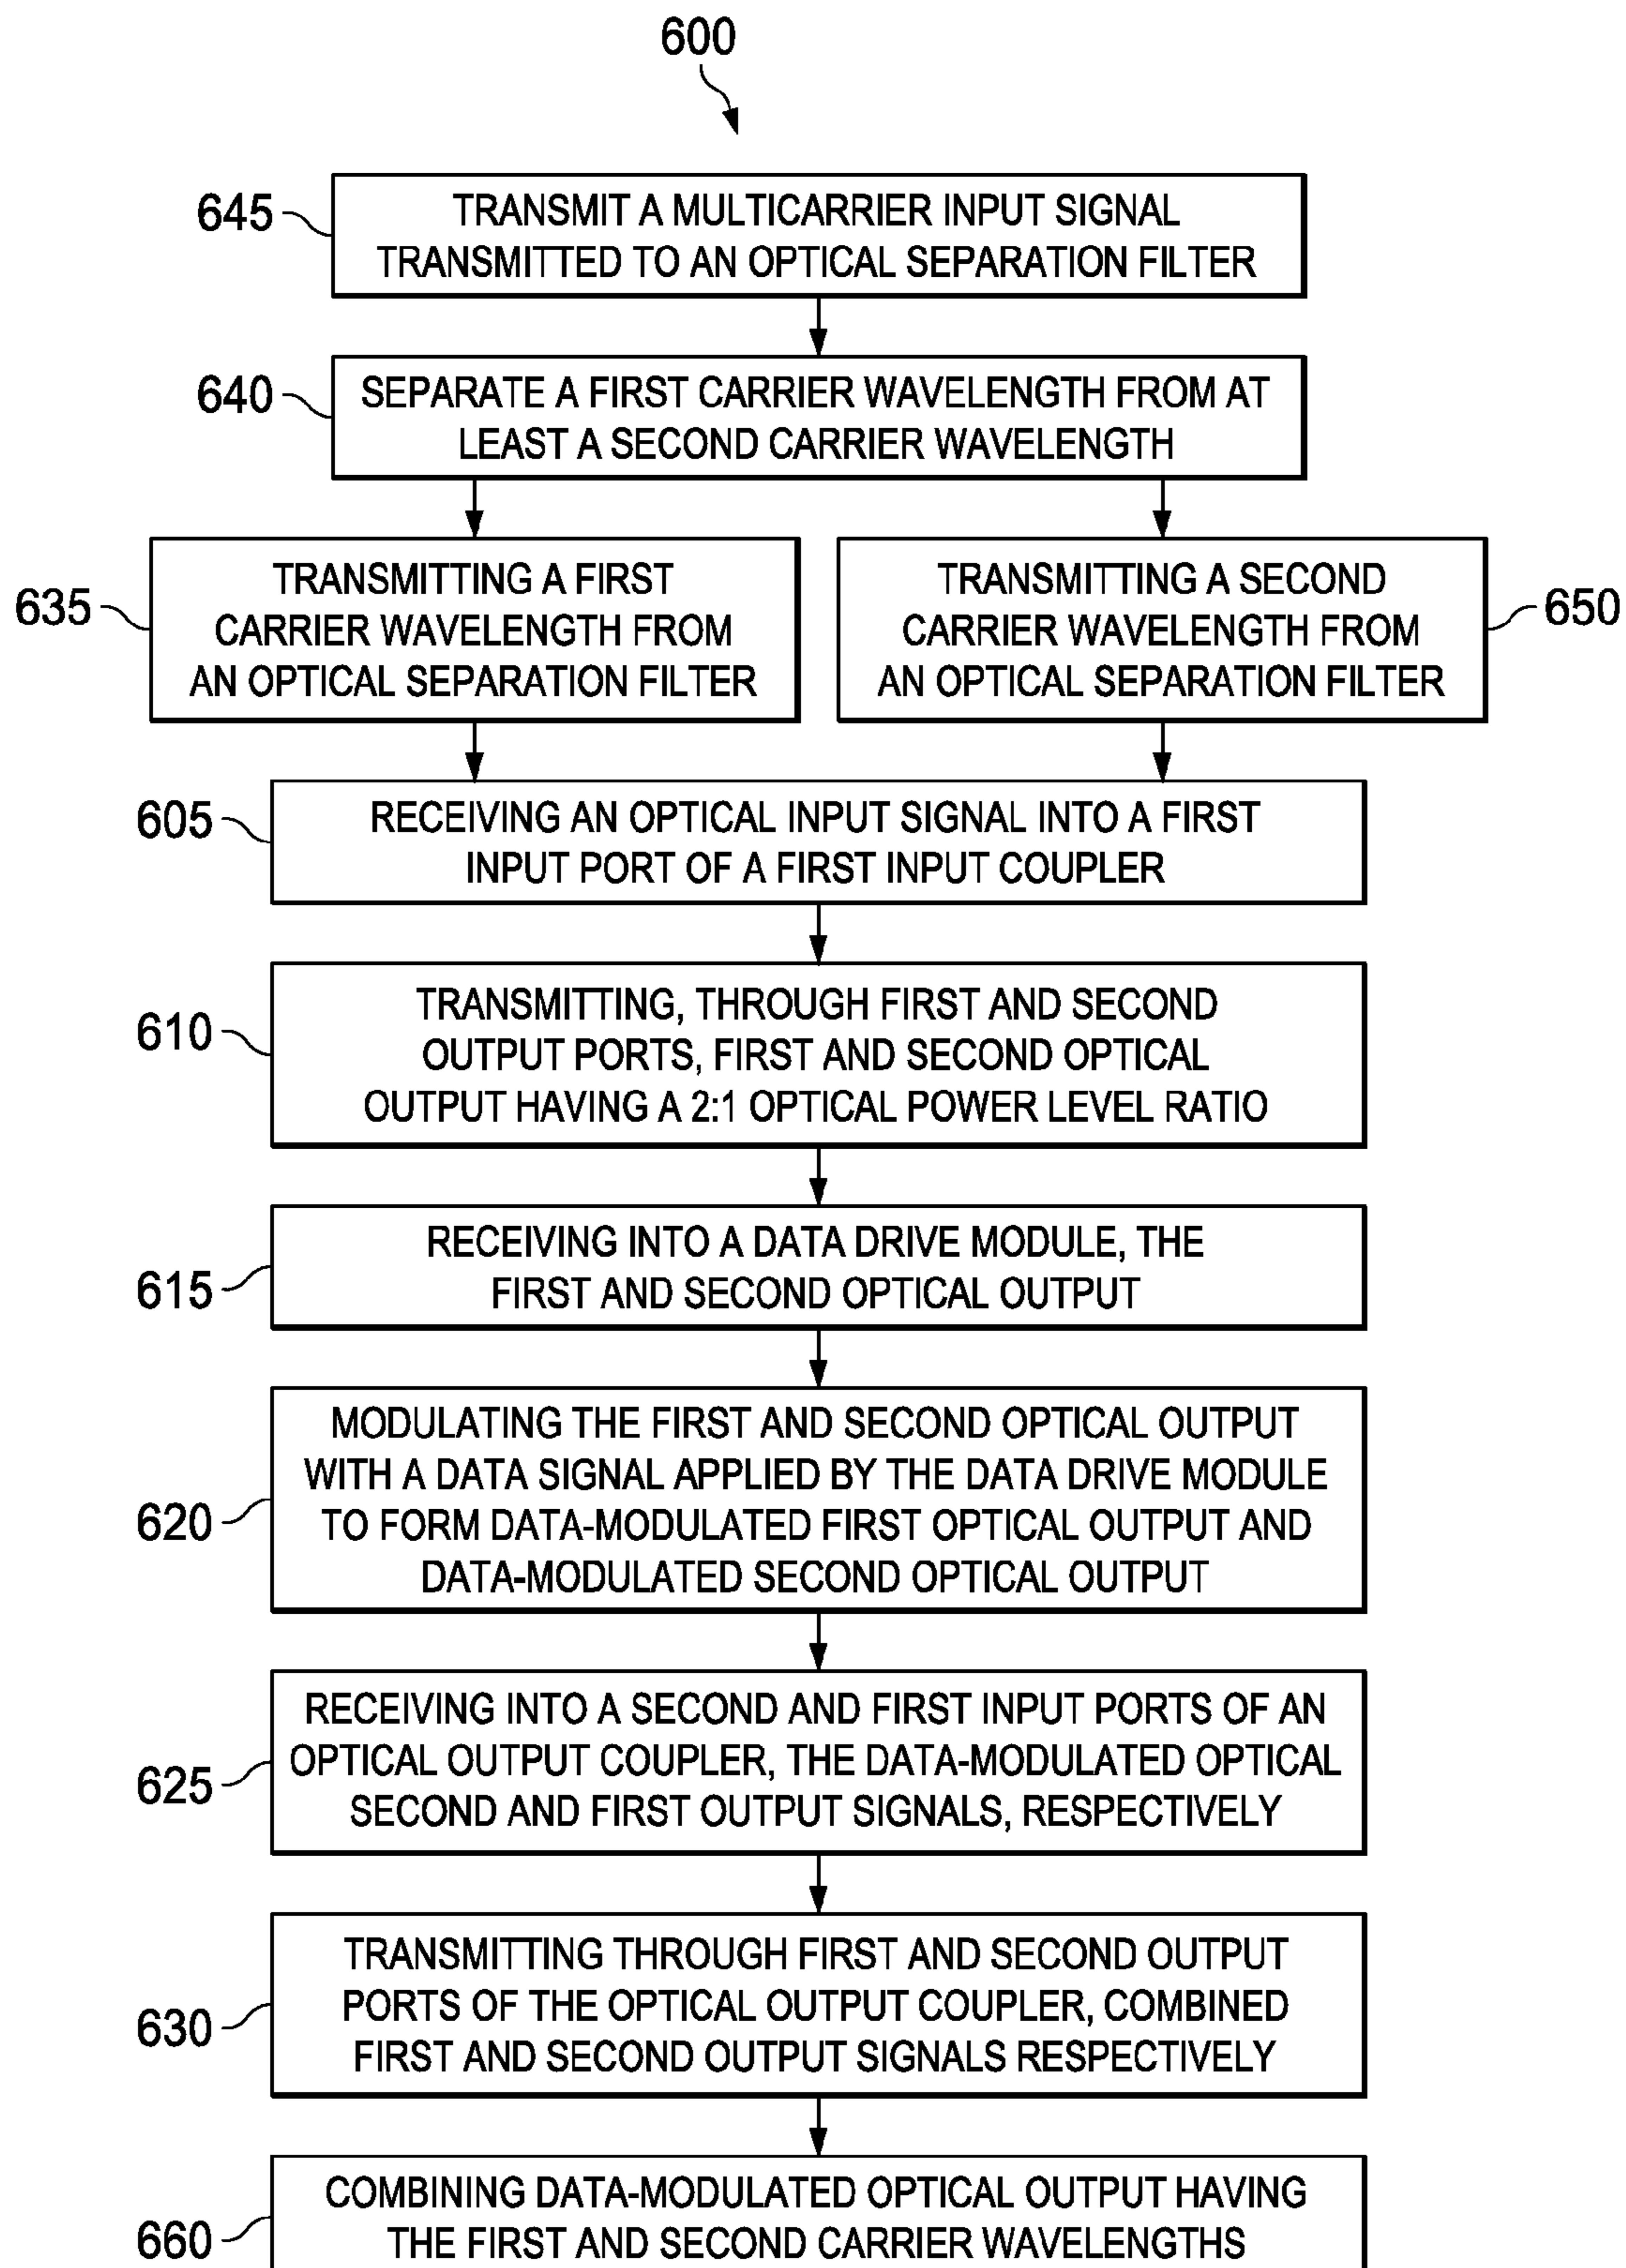 600
645
TRANSMIT A MULTICARRIER INPUT SIGNAL
TRANSMITTED TO AN OPTICAL SEPARATION FILTER
640
SEPARATE A FIRST CARRIER WAVELENGTH FROM AT
LEAST A SECOND CARRIER WAVELENGTH
635
TRANSMITTING A FIRST
CARRIER WAVELENGTH FROM
AN OPTICAL SEPARATION FILTER
TRANSMITTING A SECOND
CARRIER WAVELENGTH FROM
AN OPTICAL SEPARATION FILTER
650
605
RECEIVING AN OPTICAL INPUT SIGNAL INTO A FIRST
INPUT PORT OF A FIRST INPUT COUPLER
610
TRANSMITTING, THROUGH FIRST AND SECOND
OUTPUT PORTS, FIRST AND SECOND OPTICAL
OUTPUT HAVING A 2:1 OPTICAL POWER LEVEL RATIO
615
RECEIVING INTO A DATA DRIVE MODULE, THE
FIRST AND SECOND OPTICAL OUTPUT
620
MODULATING THE FIRST AND SECOND OPTICAL OUTPUT
WITH A DATA SIGNAL APPLIED BY THE DATA DRIVE MODULE
TO FORM DATA-MODULATED FIRST OPTICAL OUTPUT AND
DATA-MODULATED SECOND OPTICAL OUTPUT
625
RECEIVING INTO A SECOND AND FIRST INPUT PORTS OF AN
OPTICAL OUTPUT COUPLER, THE DATA-MODULATED OPTICAL
SECOND AND FIRST OUTPUT SIGNALS, RESPECTIVELY
630
TRANSMITTING THROUGH FIRST AND SECOND OUTPUT
PORTS OF THE OPTICAL OUTPUT COUPLER, COMBINED
FIRST AND SECOND OUTPUT SIGNALS RESPECTIVELY
660
COMBINING DATA-MODULATED OPTICAL OUTPUT HAVING
THE FIRST AND SECOND CARRIER WAVELENGTHS